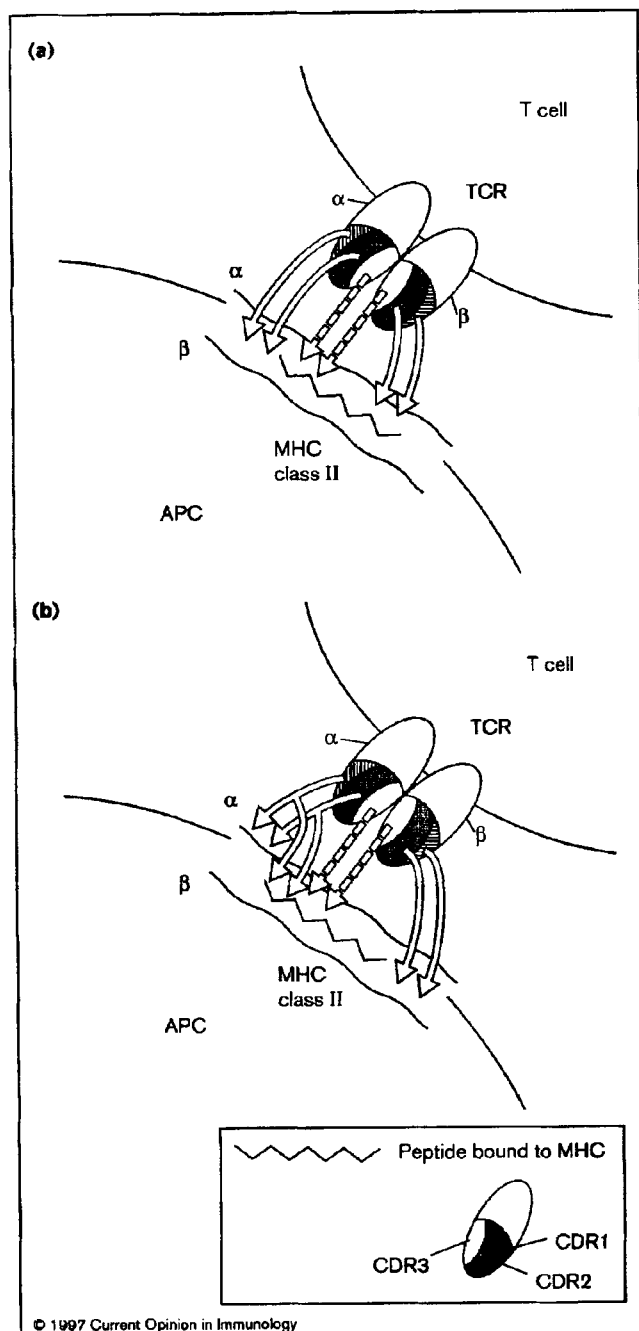 (a)
T cell
TCR
α
α
β
β
MHC
class II
APC
(b)
T cell
TCR
α
α
β
β
MHC
class II
APC
Peptide bound to MHC
CDR1
CDR3
CDR2
© 1997 Current Opinion in Immunology